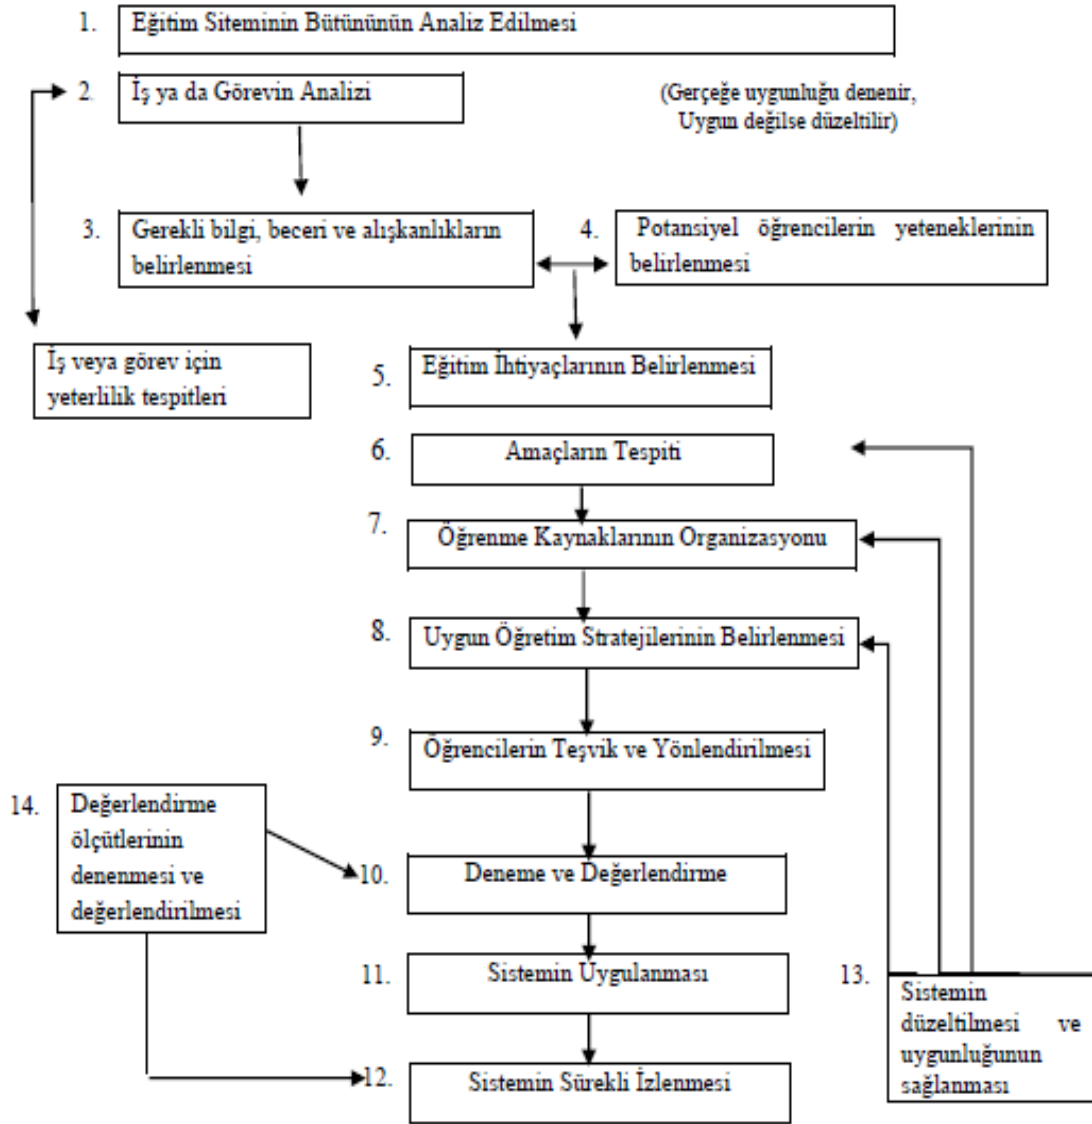 1. Eğitim Siteminin Bütününün Analiz Edilmesi
2. İş ya da Görevin Analizi
(Gerçeğe uygunluğu denenir,
Uygun değilse düzeltilir)
3. Gerekli bilgi, beceri ve alışkanlıkların
belirlenmesi
4. Potansiyel öğrencilerin yeteneklerinin
belirlenmesi
İş veya görev için
yeterlilik tespitleri
5. Eğitim İhtiyaçlarının Belirlenmesi
6. Amaçların Tespiti
7. Öğrenme Kaynaklarının Organizasyonu
8. Uygun Öğretim Stratejilerinin Belirlenmesi
9. Öğrencilerin Teşvik ve Yönlendirilmesi
14. Değerlendirme
ölçütlerinin
denenmesi ve
değerlendirilmesi
10. Deneme ve Değerlendirme
11. Sistemin Uygulanması
13. Sistemin
düzeltilmesi ve
uygunluğunun
sağlanması
12. Sistemin Sürekli İzlenmesi